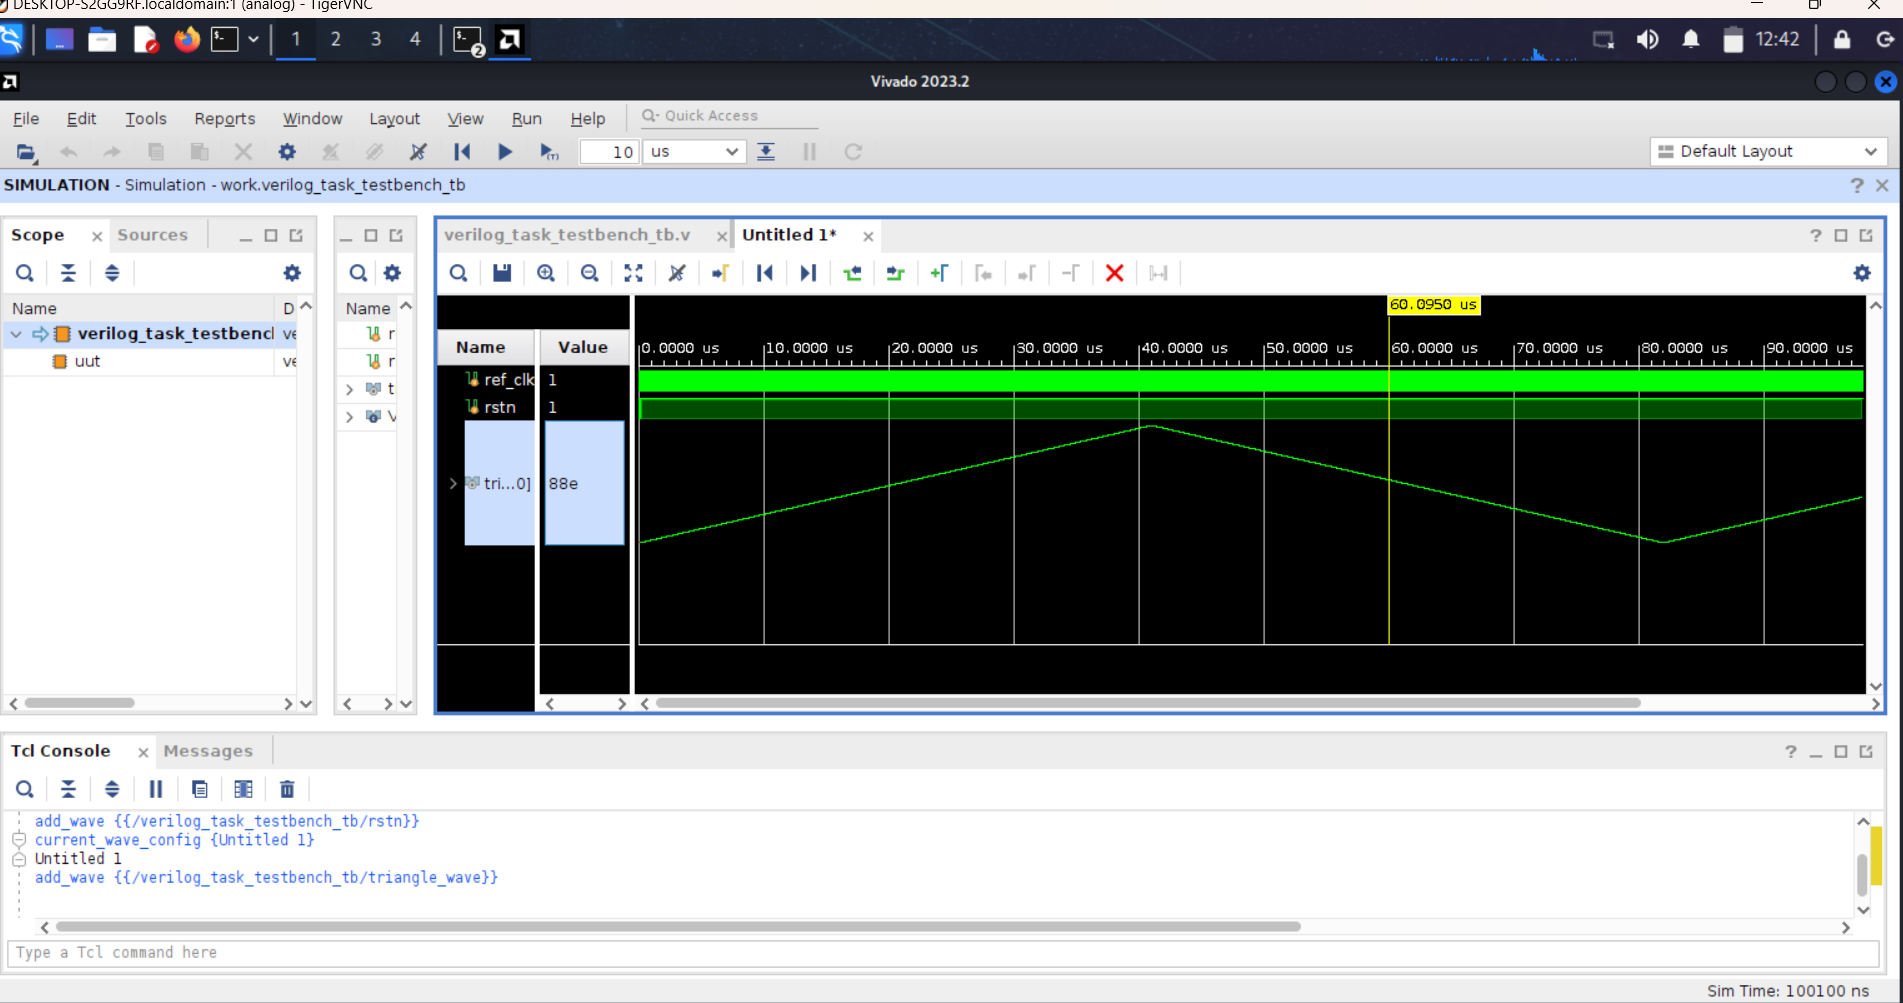 DESKTOP-S2GG9RF.localdomain:1 (analog) - TigerVNC
1 2 3 4 2 12:42
Vivado 2023.2
File Edit Tools Reports Window Layout View Run Help Quick Access
10 us Default Layout
SIMULATION - Simulation - work.verilog_task_testbench_tb
Scope Sources verilog_task_testbench_tb.v Untitled 1*
Name D Name
verilog_task_testbencl ve r
uut ve r
t
V
60.0950 us
Name Value 0.0000 us 10.0000 us 20.0000 us 30.0000 us 40.0000 us 50.0000 us 60.0000 us 70.0000 us 80.0000 us 90.0000 us
ref_clk 1
rstn 1
tri...0] 88e
Tcl Console Messages
add_wave {{/verilog_task_testbench_tb/rstn}}
current_wave_config {Untitled 1}
Untitled 1
add_wave {{/verilog_task_testbench_tb/triangle_wave}}
Type a Tcl command here
Sim Time: 100100 ns